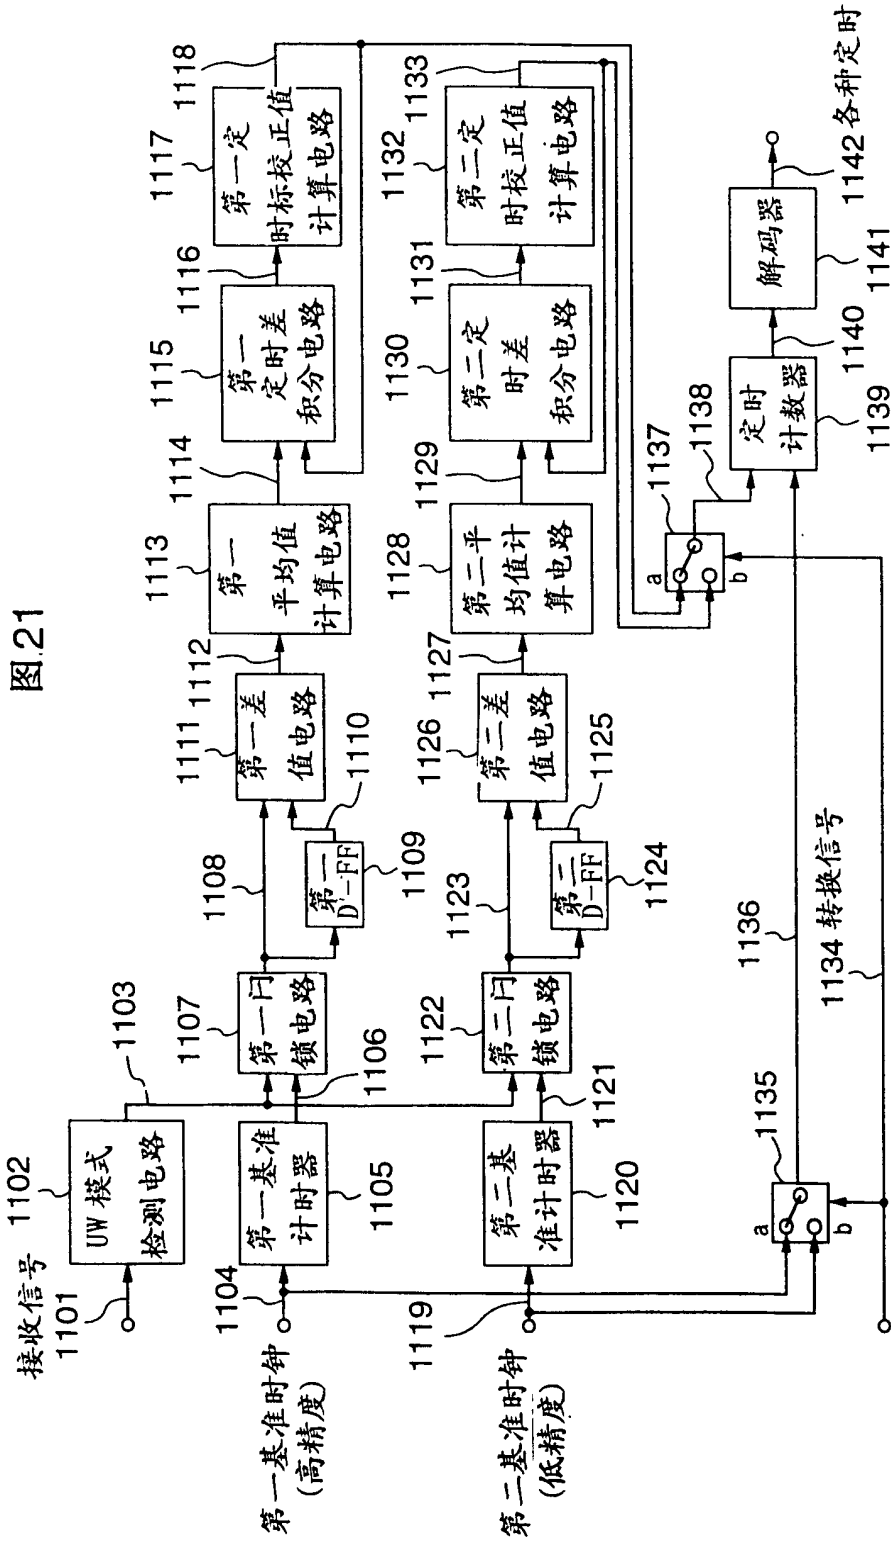 图.21
接收信号
1101
1102
UW模式
检测电路
1103
第一基准时钟
(高精度)
1104
第一基准
计时器
1105
1106
1107
第一闩
锁电路
1108
第一
D-FF
1109
1110
1111
第一差
值电路
1112
1113
第一
平均值
计算电路
1114
1115
第一
定时差
积分电路
1116
1117
第一定
时标校正值
计算电路
1118
第二基准时钟
(低精度)
1119
第二基
准计时器
1120
1121
1122
第二闩
锁电路
1123
第二
D-FF
1124
1125
1126
第二差
值电路
1127
1128
第二平
均值计
算电路
1129
1130
第二定
时差
积分电路
1131
1132
第二定
时校正值
计算电路
1133
1134 转换信号
1135
a
b
1136
1137
a
b
1138
定时
计数器
1139
1140
解码器
1141
1142 各种定时